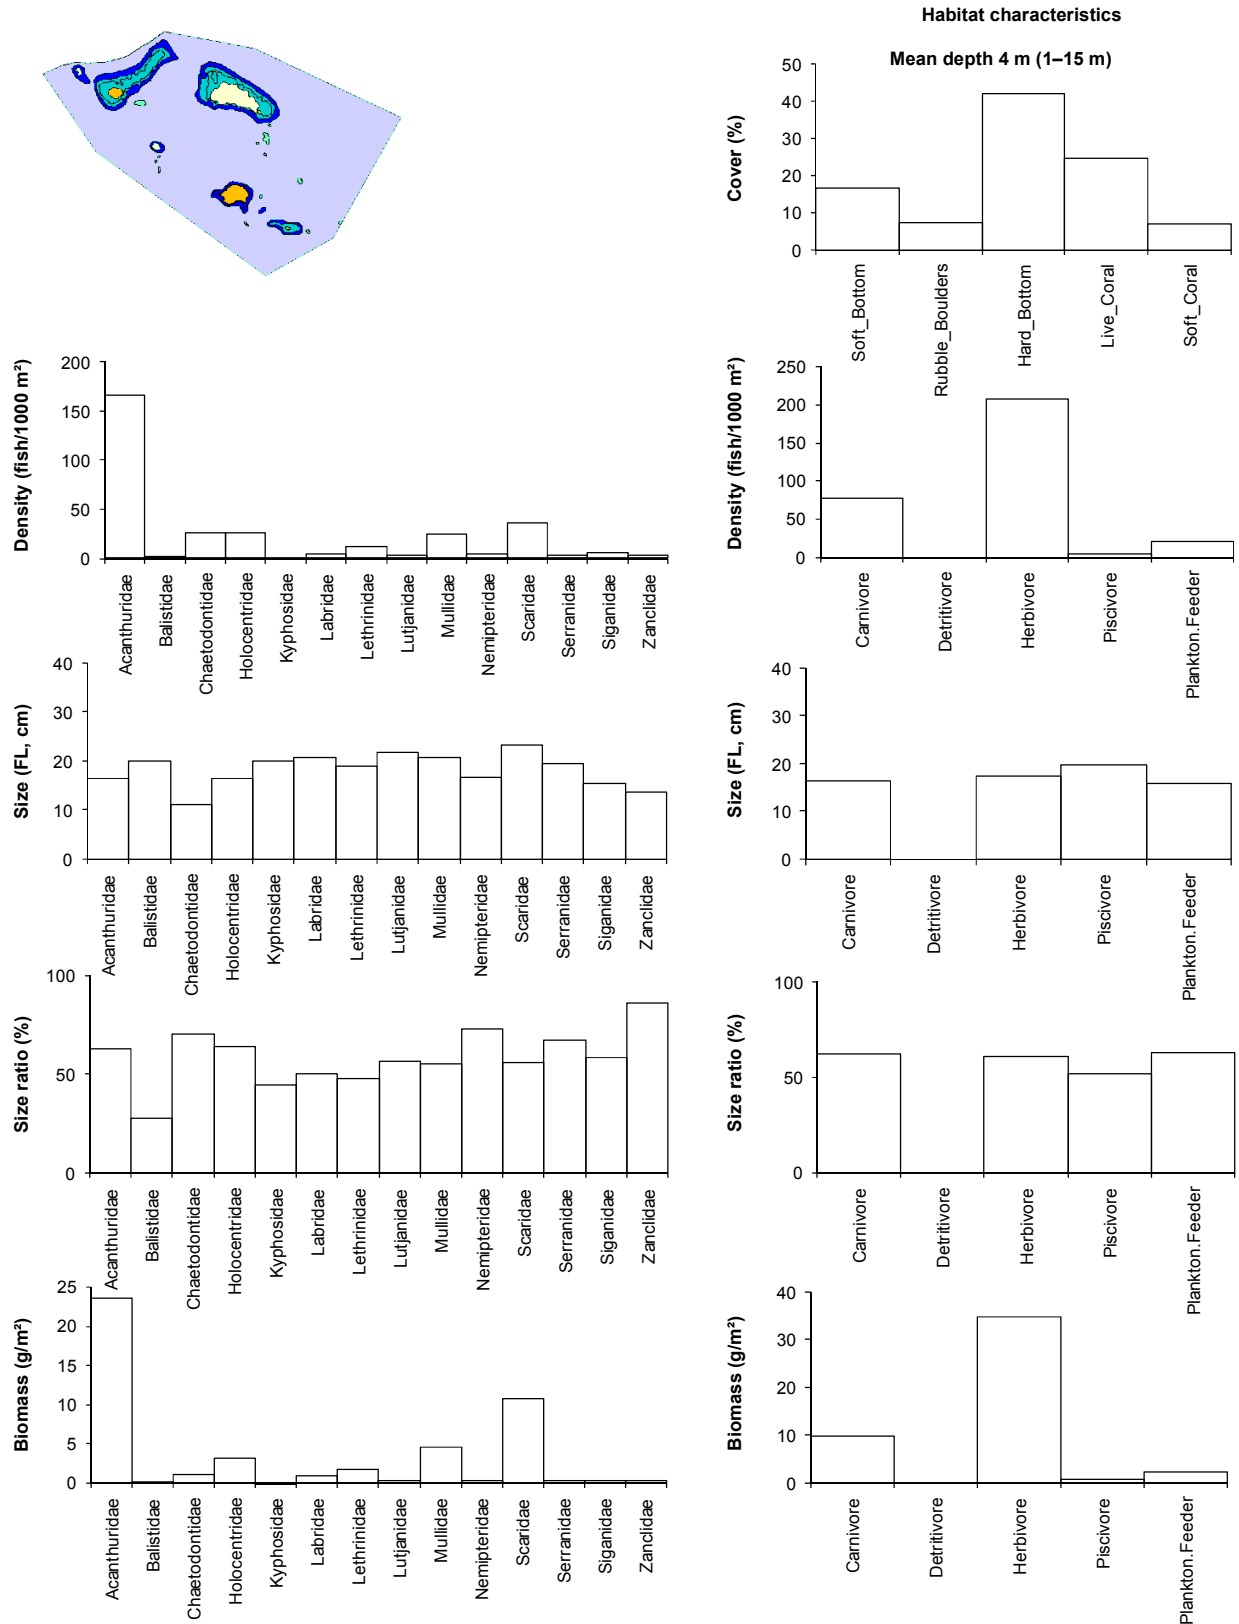 Habitat characteristics
Mean depth 4 m (1–15 m)
Cover (%)
50
40
30
20
10
0
Soft_Bottom
Rubble_Boulders
Hard_Bottom
Live_Coral
Soft_Coral
Density (fish/1000 m²)
200
150
100
50
0
Acanthuridae
Balistidae
Chaetodontidae
Holocentridae
Kyphosidae
Labridae
Lethrinidae
Lutjanidae
Mullidae
Nemipteridae
Scaridae
Serranidae
Siganidae
Zanclidae
Density (fish/1000 m²)
250
200
150
100
50
0
Carnivore
Detritivore
Herbivore
Piscivore
Plankton.Feeder
Size (FL, cm)
40
30
20
10
0
Acanthuridae
Balistidae
Chaetodontidae
Holocentridae
Kyphosidae
Labridae
Lethrinidae
Lutjanidae
Mullidae
Nemipteridae
Scaridae
Serranidae
Siganidae
Zanclidae
Size (FL, cm)
40
30
20
10
0
Carnivore
Detritivore
Herbivore
Piscivore
Plankton.Feeder
Size ratio (%)
100
50
0
Acanthuridae
Balistidae
Chaetodontidae
Holocentridae
Kyphosidae
Labridae
Lethrinidae
Lutjanidae
Mullidae
Nemipteridae
Scaridae
Serranidae
Siganidae
Zanclidae
Size ratio (%)
100
50
0
Carnivore
Detritivore
Herbivore
Piscivore
Plankton.Feeder
Biomass (g/m²)
25
20
15
10
5
0
Acanthuridae
Balistidae
Chaetodontidae
Holocentridae
Kyphosidae
Labridae
Lethrinidae
Lutjanidae
Mullidae
Nemipteridae
Scaridae
Serranidae
Siganidae
Zanclidae
Biomass (g/m²)
40
30
20
10
0
Carnivore
Detritivore
Herbivore
Piscivore
Plankton.Feeder